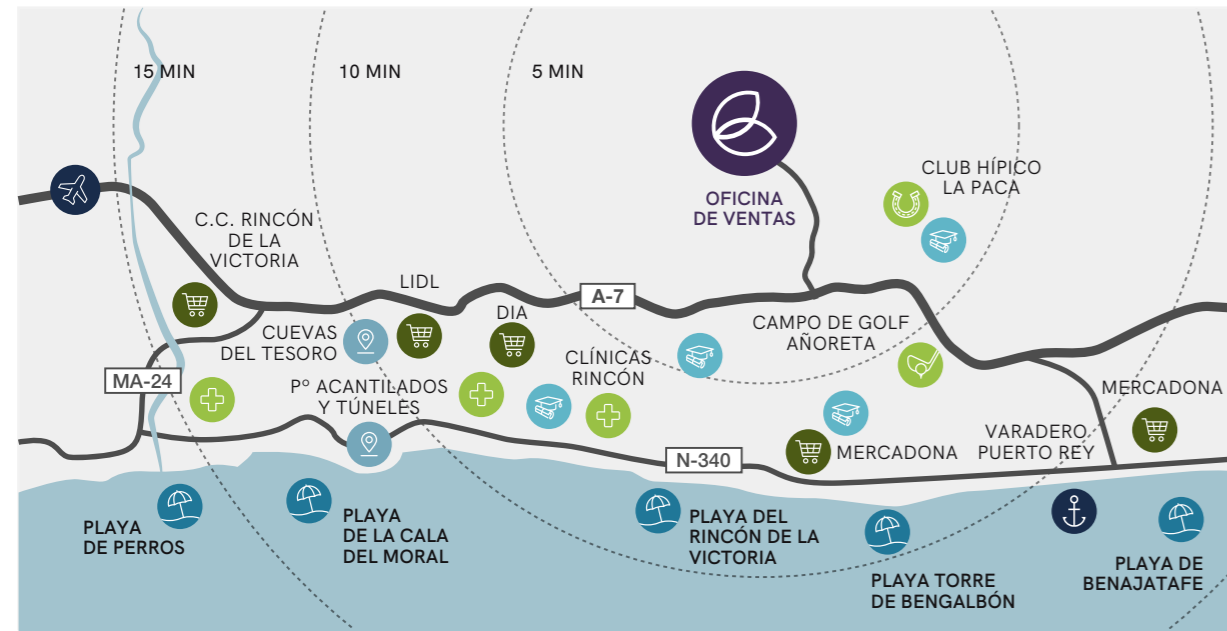 15 MIN
10 MIN
5 MIN
OFICINA
DE VENTAS
CLUB HÍPICO
LA PACA
C.C. RINCÓN
DE LA
VICTORIA
LIDL
A-7
DIA
CUEVAS
DEL TESORO
CAMPO DE GOLF
AÑORETA
CLÍNICAS
RINCÓN
MA-24
Pº ACANTILADOS
Y TÚNELES
MERCADONA
VARADERO
PUERTO REY
MERCADONA
N-340
PLAYA
DE PERROS
PLAYA
DE LA CALA
DEL MORAL
PLAYA DEL
RINCÓN DE LA
VICTORIA
PLAYA TORRE
DE BENGALBÓN
PLAYA DE
BENAJATAFE